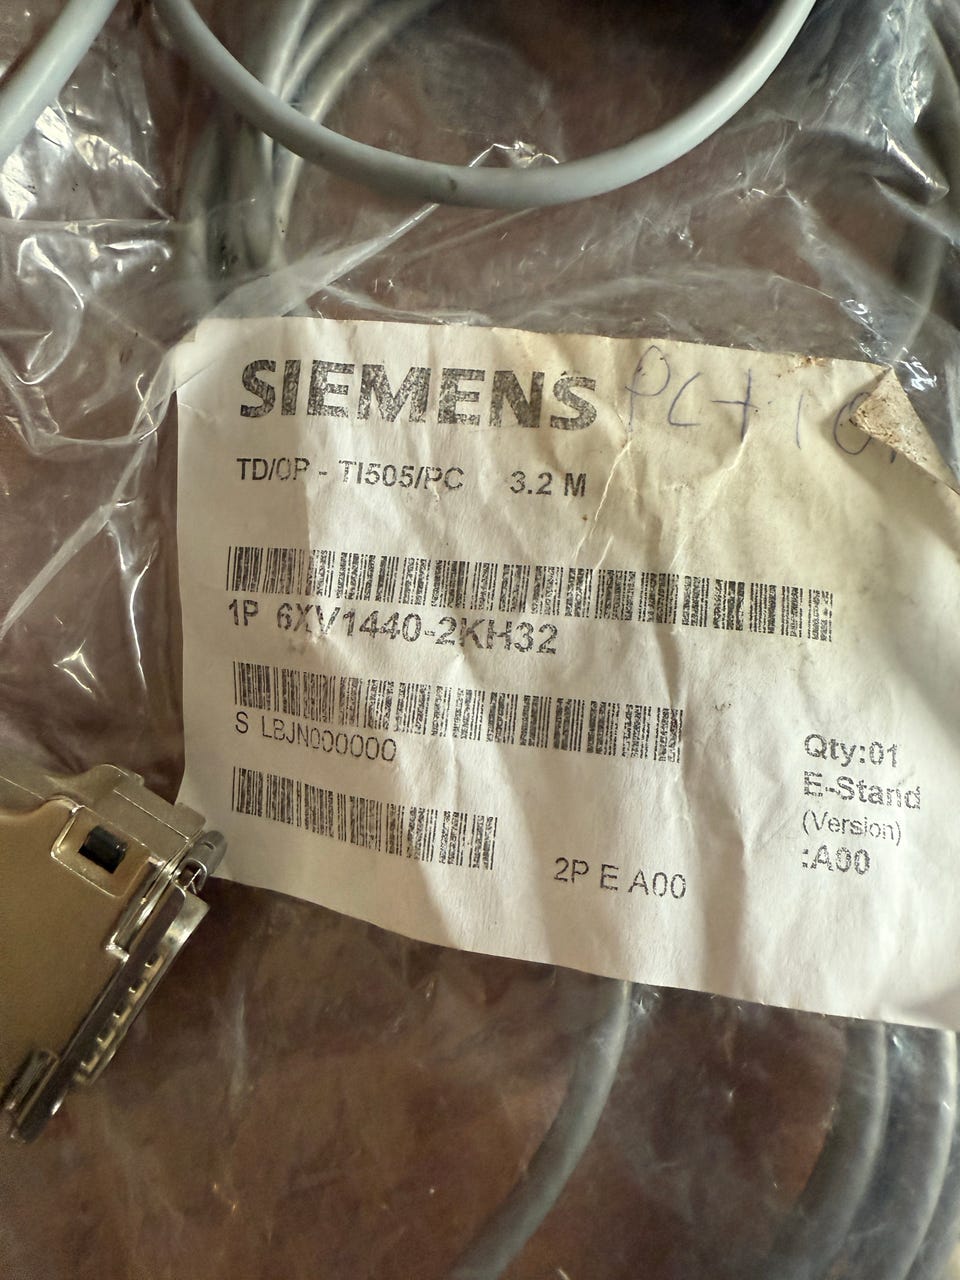 SIEMENS
TD/OP - TI505/PC 3.2 M
1P 6XV1440-2KH32
S LBJN000000
Qty:01
E-Stand
(Version)
:A00
2P E A00